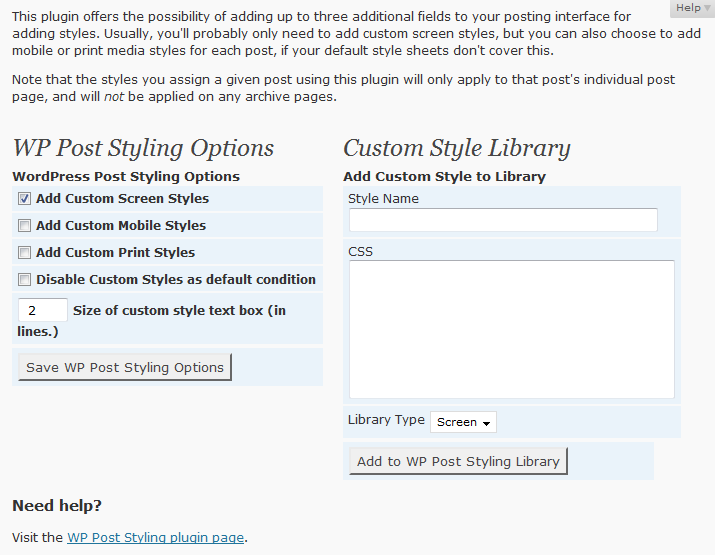 Help
This plugin offers the possibility of adding up to three additional fields to your posting interface for
adding styles. Usually, you'll probably only need to add custom screen styles, but you can also choose to add
mobile or print media styles for each post, if your default style sheets don't cover this.
Note that the styles you assign a given post using this plugin will only apply to that post's individual post
page, and will not be applied on any archive pages.
WP Post Styling Options
WordPress Post Styling Options
Add Custom Screen Styles
Add Custom Mobile Styles
Add Custom Print Styles
Disable Custom Styles as default condition
2 Size of custom style text box (in
lines.)
Save WP Post Styling Options
Custom Style Library
Add Custom Style to Library
Style Name
CSS
Library Type Screen
Add to WP Post Styling Library
Need help?
Visit the WP Post Styling plugin page.